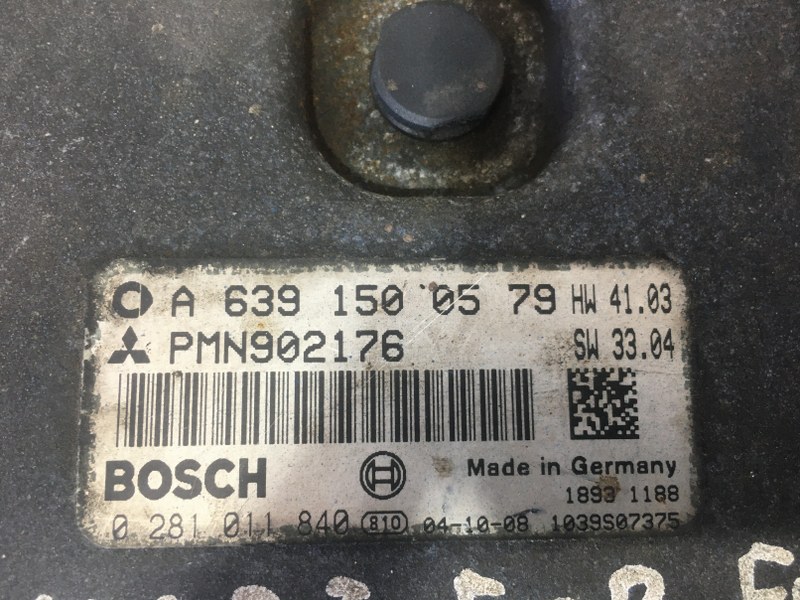 A 639 150 05 79 HW 41.03
PMN902176 SW 33.04
BOSCH Made in Germany
1893 1188
0 281 011 840 810 04-10-08 1039S07375